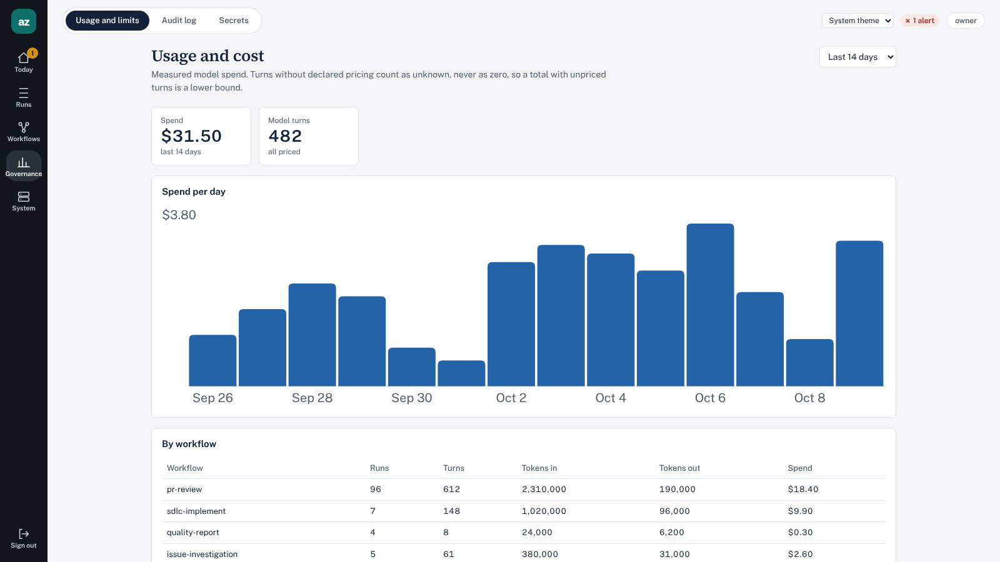 az
Usage and limits
Audit log
Secrets
System theme
× 1 alert
owner
1
Today
Runs
Workflows
Governance
System
Sign out
Usage and cost
Last 14 days
Measured model spend. Turns without declared pricing count as unknown, never as zero, so a total with unpriced
turns is a lower bound.
Spend
$31.50
last 14 days
Model turns
482
all priced
Spend per day
$3.80
Sep 26 Sep 28 Sep 30 Oct 2 Oct 4 Oct 6 Oct 8
By workflow
Workflow Runs Turns Tokens in Tokens out Spend
pr-review 96 612 2,310,000 190,000 $18.40
sdlc-implement 7 148 1,020,000 96,000 $9.90
quality-report 4 8 24,000 6,200 $0.30
issue-investigation 5 61 380,000 31,000 $2.60